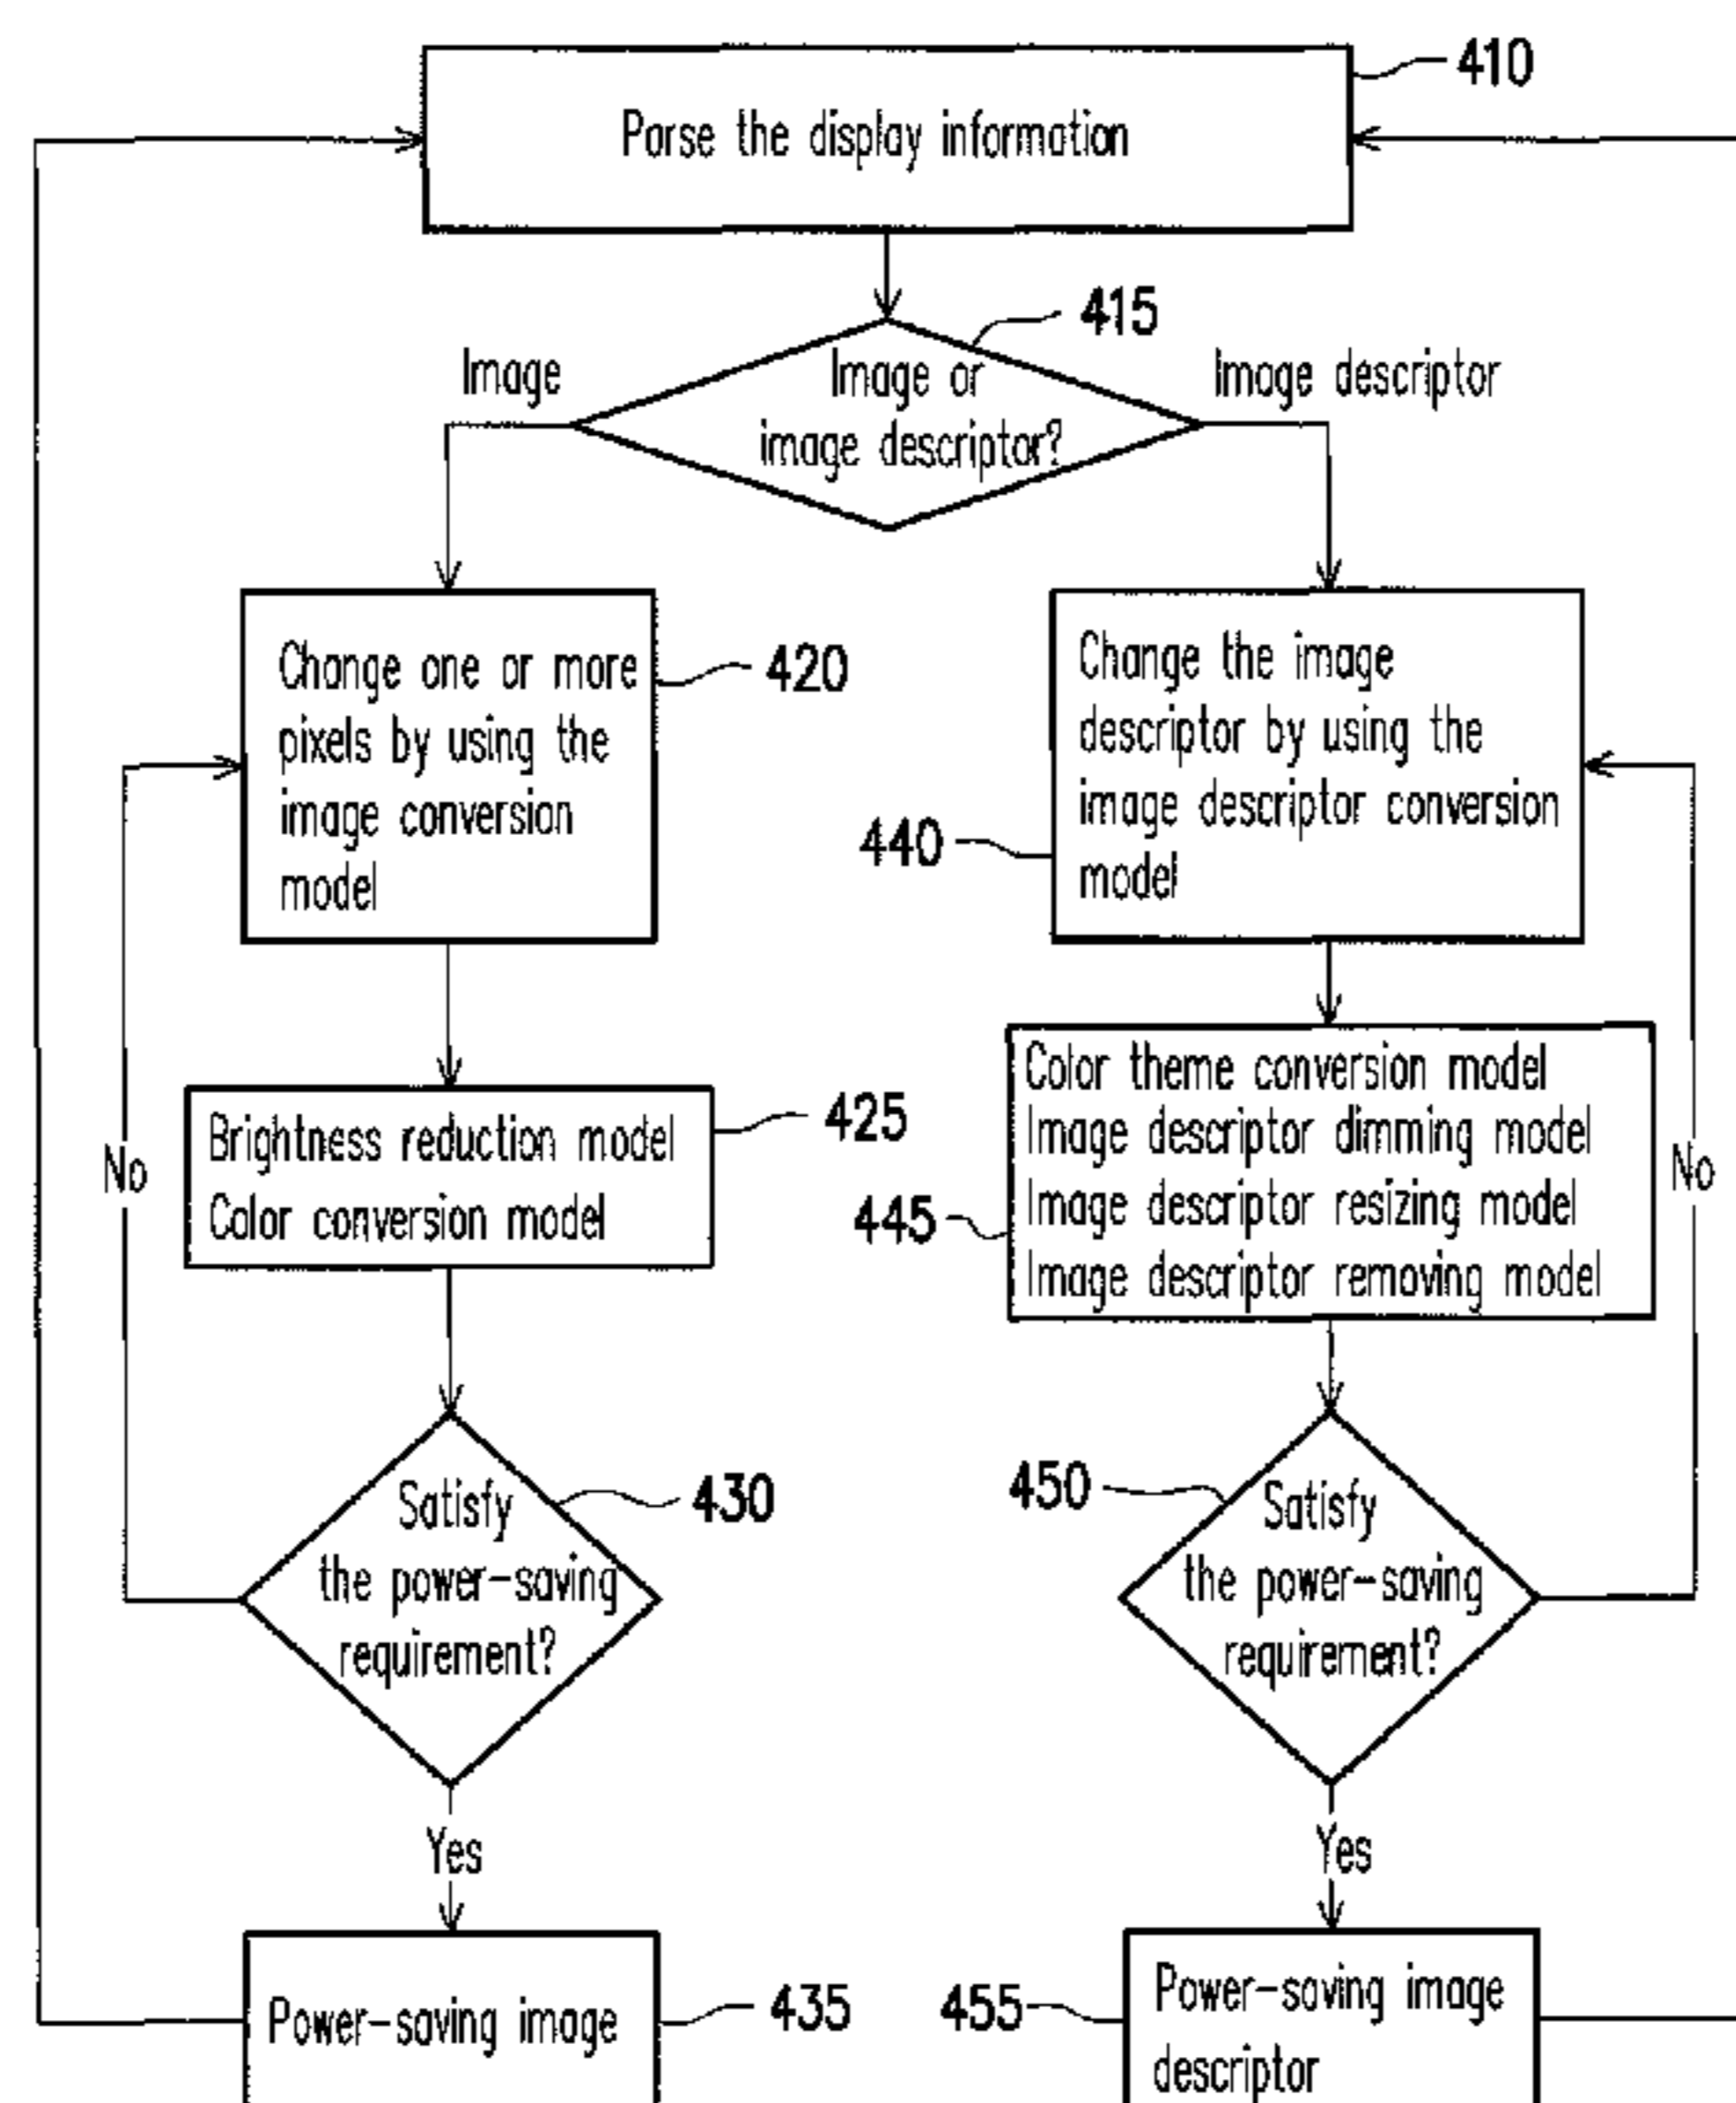 410
Parse the display information
415
Image
Image or
image descriptor?
Image descriptor
Change one or more
pixels by using the
image conversion
model
420
Change the image
descriptor by using the
image descriptor conversion
model
440
Brightness reduction model
Color conversion model
425
Color theme conversion model
Image descriptor dimming model
Image descriptor resizing model
Image descriptor removing model
445
No
No
Satisfy
the power-saving
requirement?
430
450
Satisfy
the power-saving
requirement?
Yes
Yes
Power-saving image
435
455
Power-saving image
descriptor